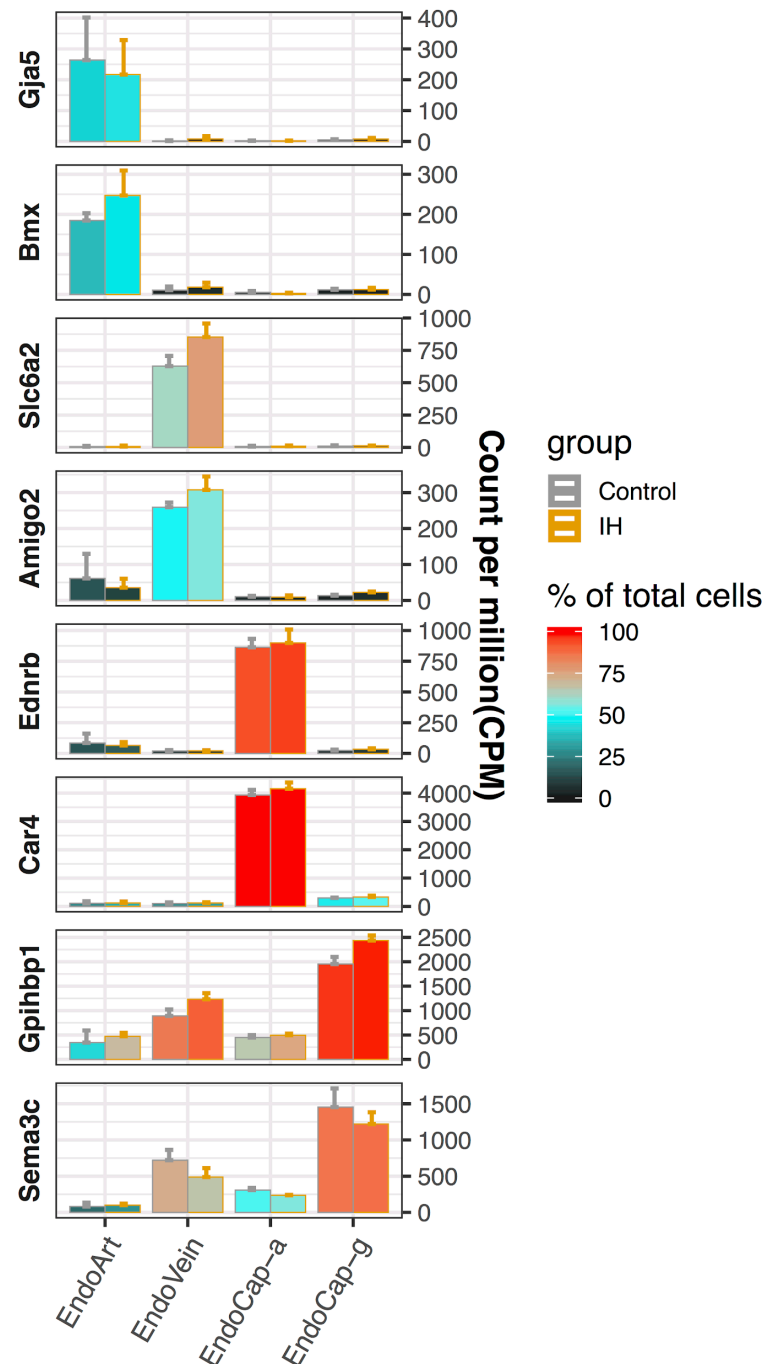 Gja5
400
300
200
100
0
Bmx
300
200
100
0
Slc6a2
1000
750
500
250
0
Amigo2
300
200
100
0
Ednrb
1000
750
500
250
0
Car4
4000
3000
2000
1000
0
Gpihbp1
2500
2000
1500
1000
500
0
Sema3c
1500
1000
500
0
EndoArt
EndoVein
EndoCap-a
EndoCap-g
Count per million(CPM)
group
Control
IH
% of total cells
100
75
50
25
0